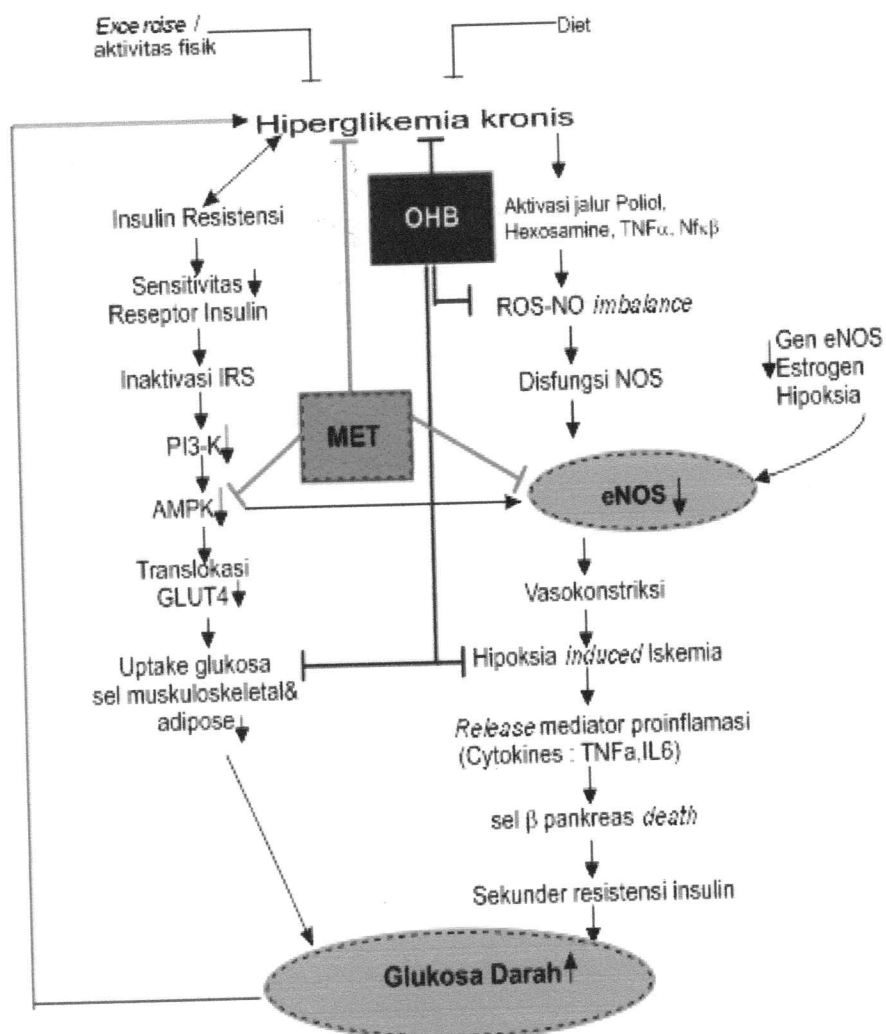 Excercise /
aktivitas fisik
Diet
Hiperglikemia kronis
OHB
Insulin Resistensi
Aktivasi jalur Poliol,
Hexosamine, TNFα, Nfκβ
Sensitivitas ↓
Reseptor Insulin
ROS-NO imbalance
Inaktivasi IRS
Disfungsi NOS
↓ Gen eNOS
Estrogen
Hipoksia
MET
PI3-K ↓
AMPK ↓
eNOS ↓
Translokasi
GLUT4 ↓
Vasokonstriksi
Uptake glukosa
sel muskuloskeletal&
adipose ↓
Hipoksia induced Iskemia
Release mediator proinflamasi
(Cytokines : TNFa,IL6)
sel β pankreas death
Sekunder resistensi insulin
Glukosa Darah ↑